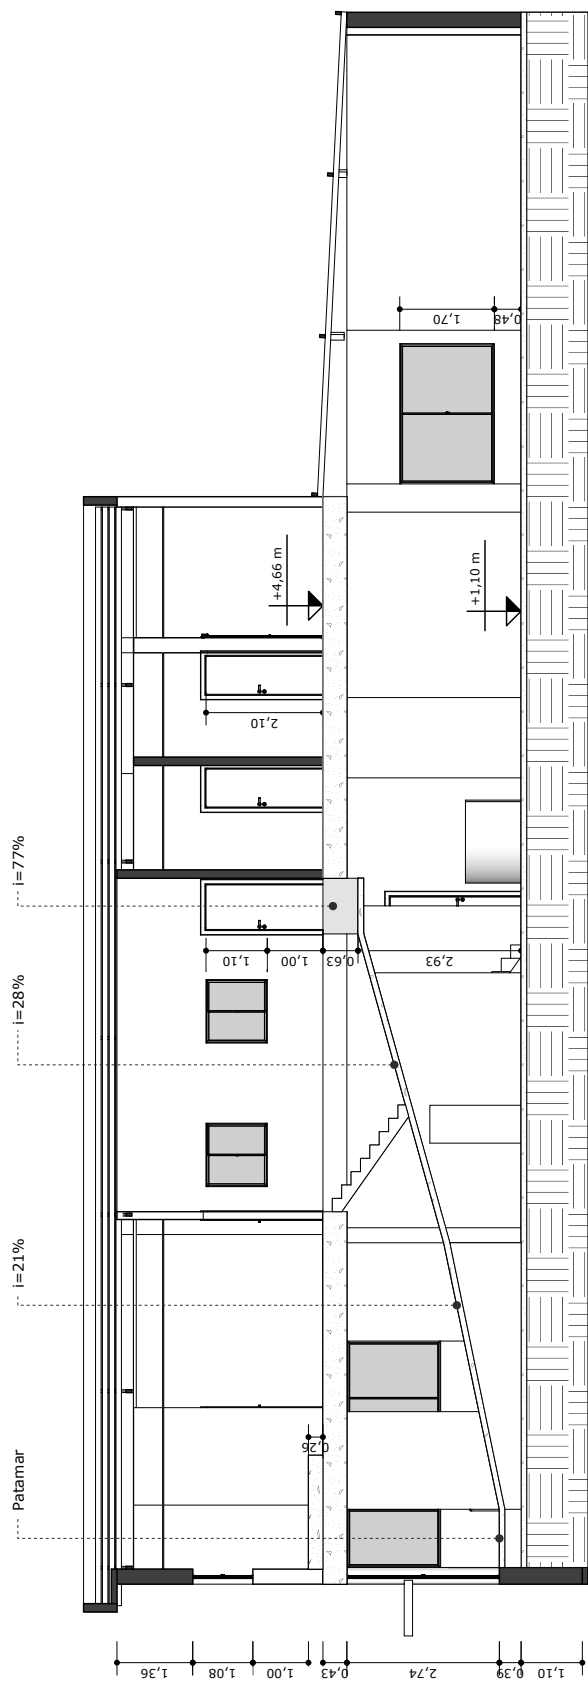 Patamar
i=21%
i=28%
i=77%
1,36
1,08
1,00
0,43
2,74
0,39
1,10
0,26
1,10
1,00
0,63
2,93
2,10
+4,66 m
+1,10 m
1,70
0,48